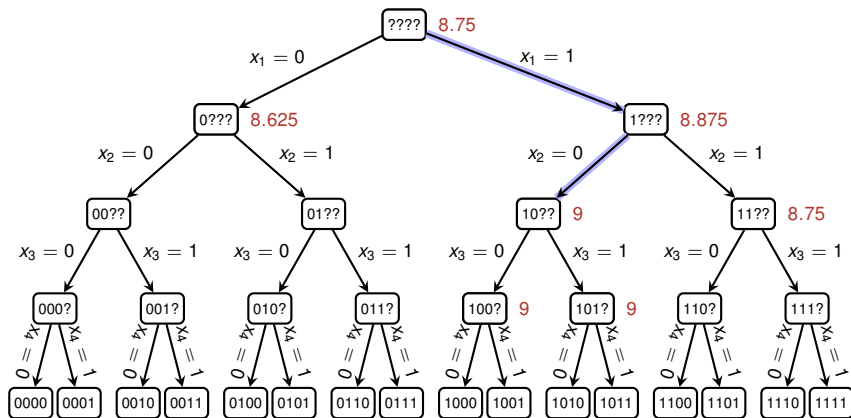 ???? 8.75
x₁ = 0 x₁ = 1
0??? 8.625 1??? 8.875
x₂ = 0 x₂ = 1 x₂ = 0 x₂ = 1
00?? 01?? 10?? 9 11?? 8.75
x₃ = 0 x₃ = 1 x₃ = 0 x₃ = 1 x₃ = 0 x₃ = 1 x₃ = 0 x₃ = 1
000? 001? 010? 011? 100? 9 101? 9 110? 111?
x₄ = 0 x₄ = 1 x₄ = 0 x₄ = 1 x₄ = 0 x₄ = 1 x₄ = 0 x₄ = 1 x₄ = 0 x₄ = 1 x₄ = 0 x₄ = 1 x₄ = 0 x₄ = 1 x₄ = 0 x₄ = 1
0000 0001 0010 0011 0100 0101 0110 0111 1000 1001 1010 1011 1100 1101 1110 1111